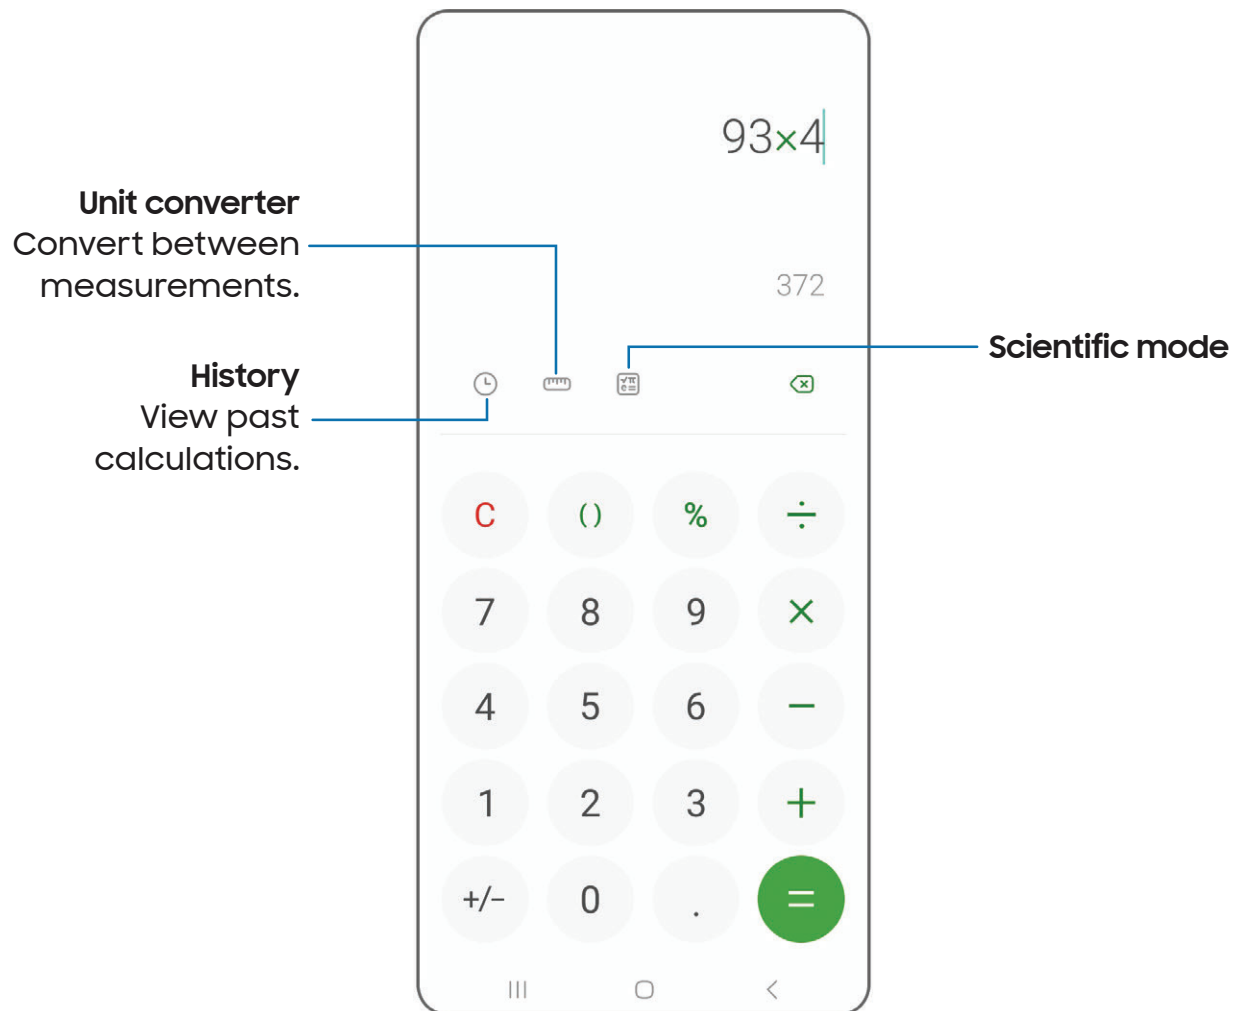 93×4
Unit converter
Convert between
measurements.
372
Scientific mode
History
View past
calculations.
C () % ÷
7 8 9 ×
4 5 6 −
1 2 3 +
+/− 0 . =